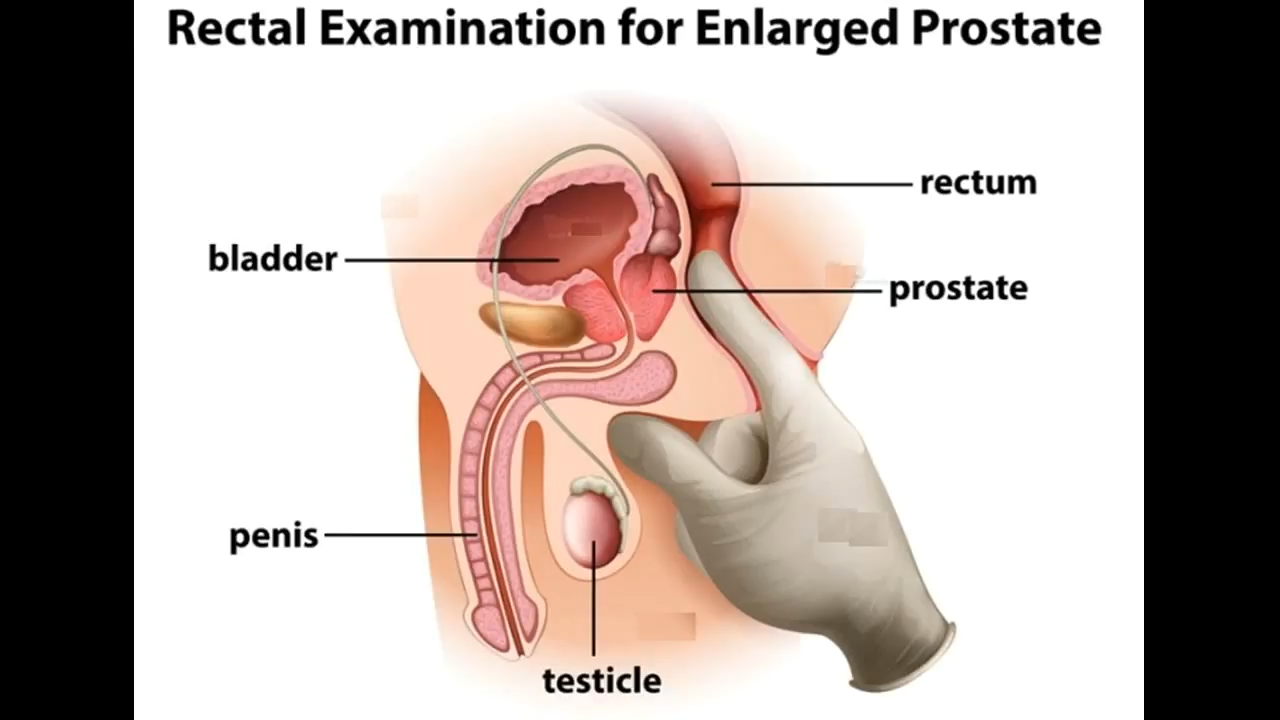 Rectal Examination for Enlarged Prostate
rectum
bladder
prostate
penis
testicle